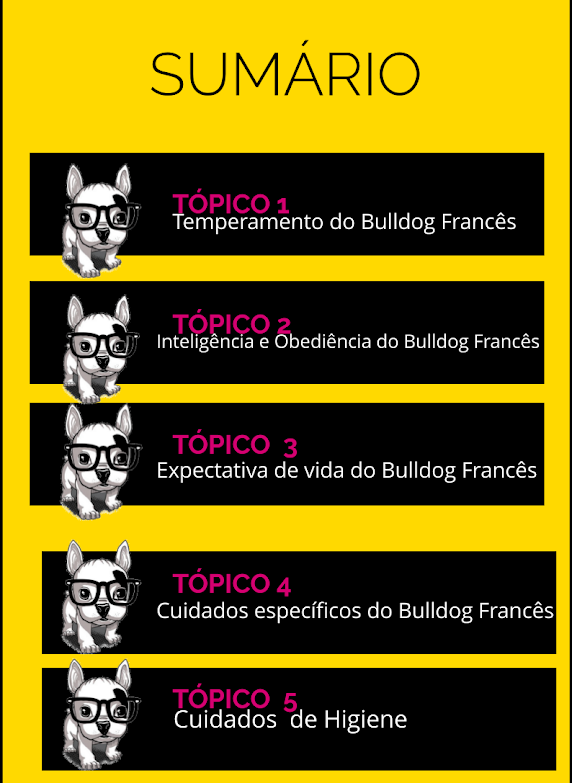 SUMÁRIO
TÓPICO 1
Temperamento do Bulldog Francês
TÓPICO 2
Inteligência e Obediência do Bulldog Francês
TÓPICO 3
Expectativa de vida do Bulldog Francês
TÓPICO 4
Cuidados específicos do Bulldog Francês
TÓPICO 5
Cuidados de Higiene